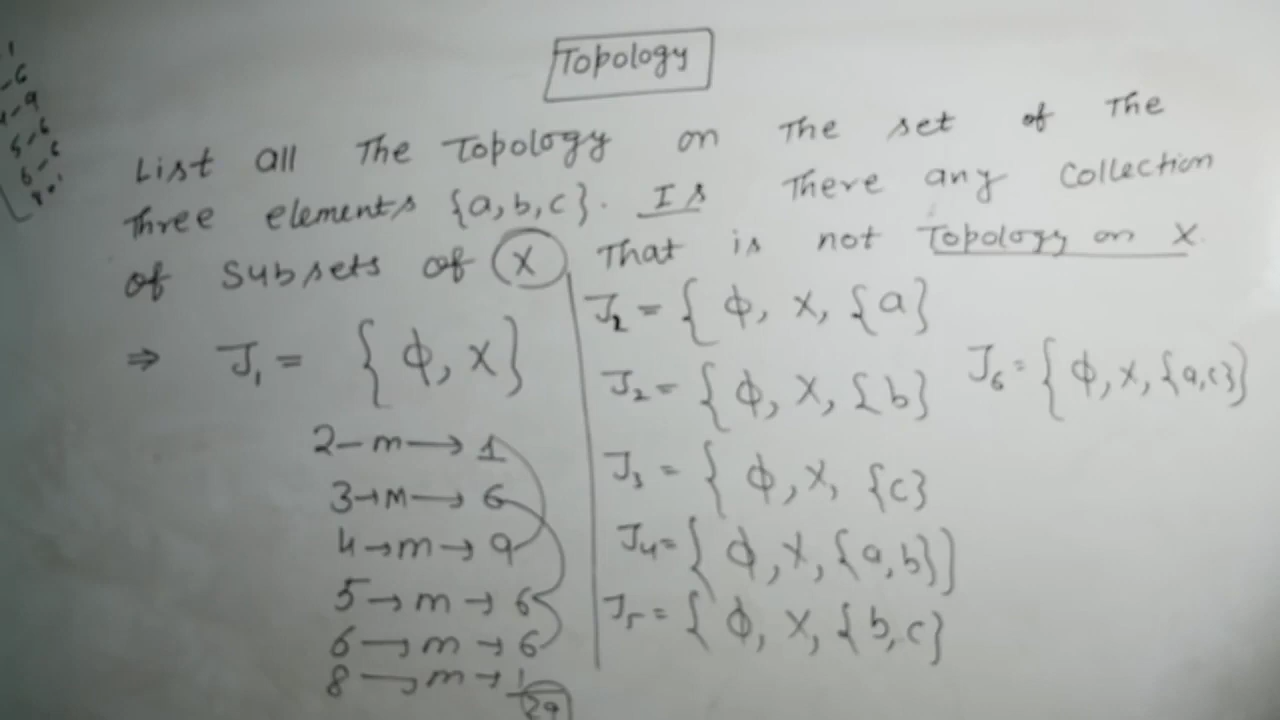 Topology
List all The Topology on The set of The
Three elements {a,b,c}. Is There any Collection
of Subsets of X That is not Topology on X.
⇒ J₁ = {ϕ, X}
2 — m → 1
3 → m → 6
4 → m → 9
5 → m → 6
6 → m → 6
8 → m → 1
29
J₂ = {ϕ, X, {a}
J₂ = {ϕ, X, {b}
J₃ = {ϕ, X, {c}
J₄ = {ϕ, X, {a,b}}
J₅ = {ϕ, X, {b,c}
J₆ = {ϕ, X, {a,c}}